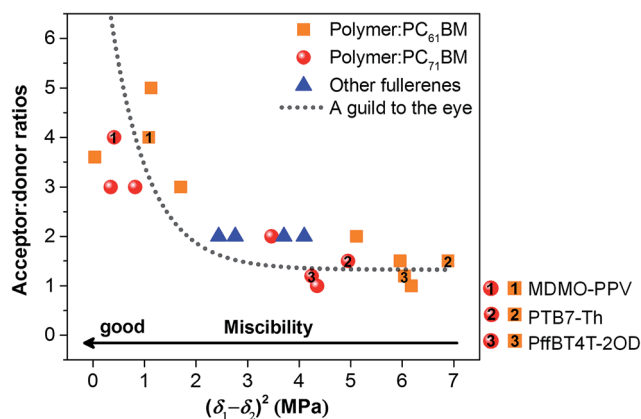 Polymer:PC61BM
Polymer:PC71BM
Other fullerenes
A guild to the eye
Acceptor:donor ratios
6
5
4
3
2
1
0
1 1
2 2
3 3
good Miscibility
0 1 2 3 4 5 6 7
(δ1–δ2)2 (MPa)
1 1 MDMO-PPV
2 2 PTB7-Th
3 3 PffBT4T-2OD